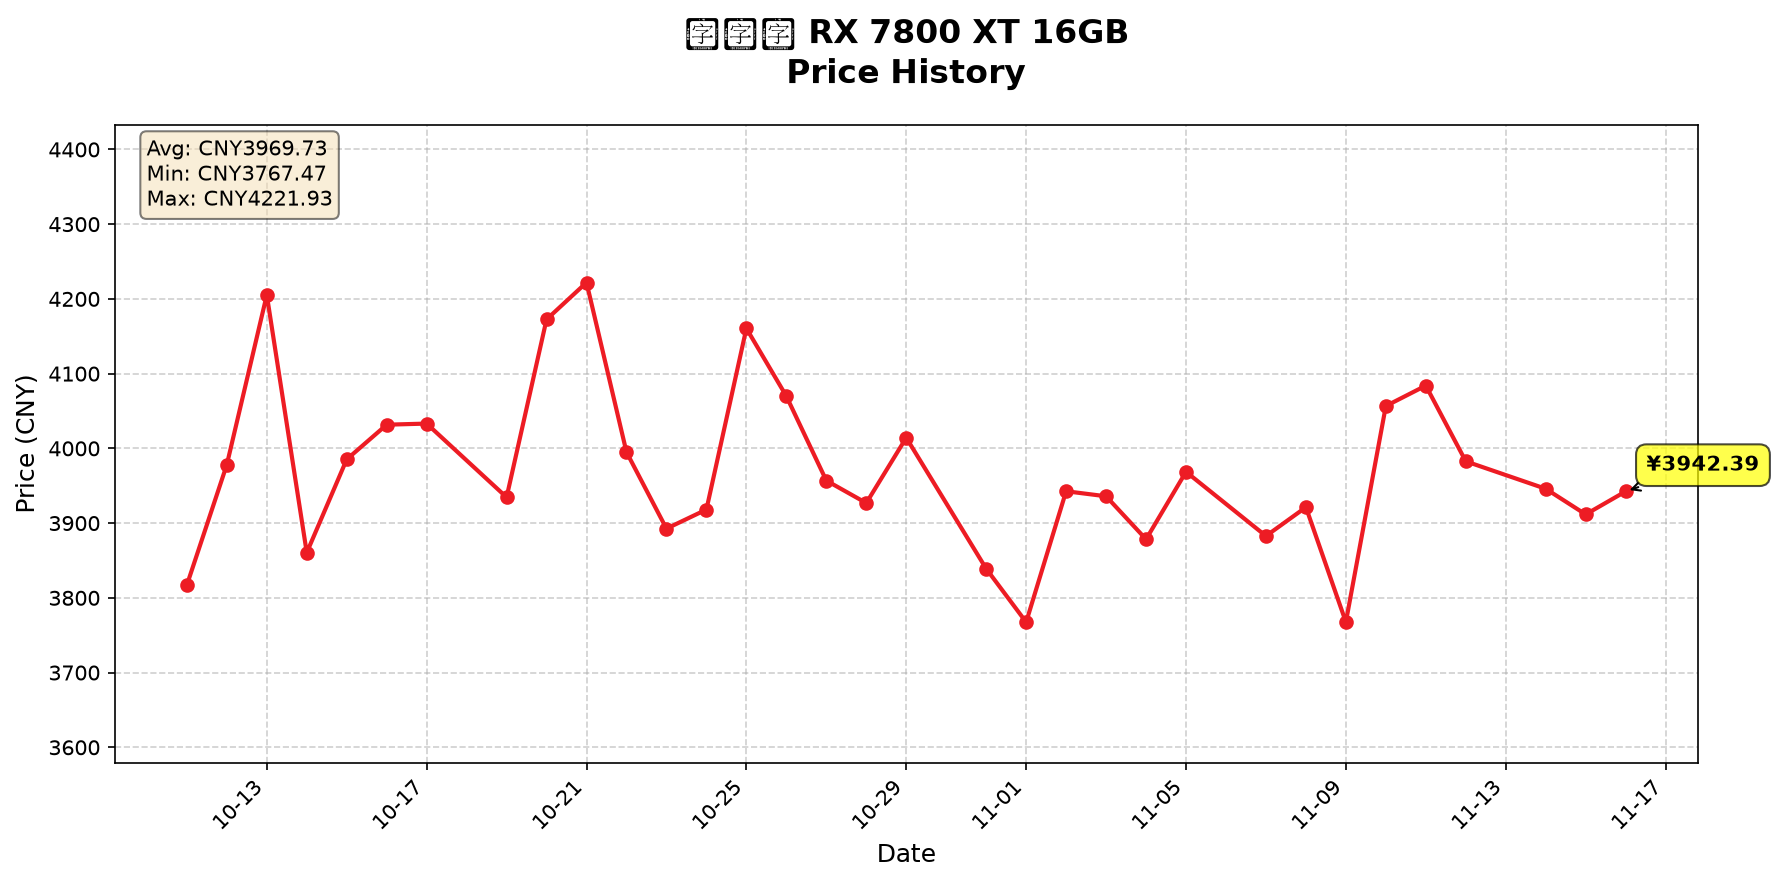 RX 7800 XT 16GB
Price History
Avg: CNY3969.73
Min: CNY3767.47
Max: CNY4221.93
4400
4300
4200
4100
4000
3900
3800
3700
3600
Price (CNY)
¥3942.39
10-13
10-17
10-21
10-25
10-29
11-01
11-05
11-09
11-13
11-17
Date